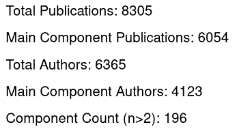 Total Publications: 8305
Main Component Publications: 6054
Total Authors: 6365
Main Component Authors: 4123
Component Count (n>2): 196